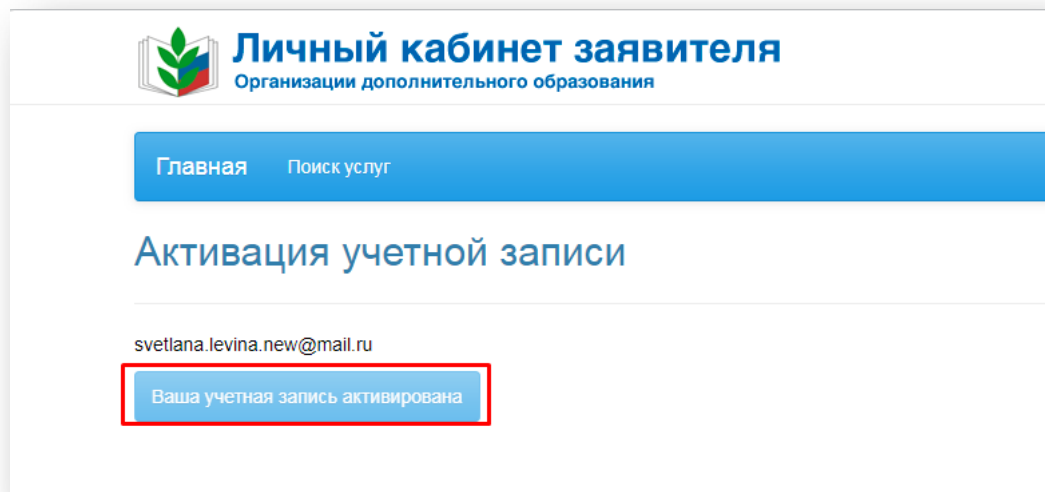 Личный кабинет заявителя
Организации дополнительного образования
Главная Поиск услуг
Активация учетной записи
svetlana.levina.new@mail.ru
Ваша учетная запись активирована